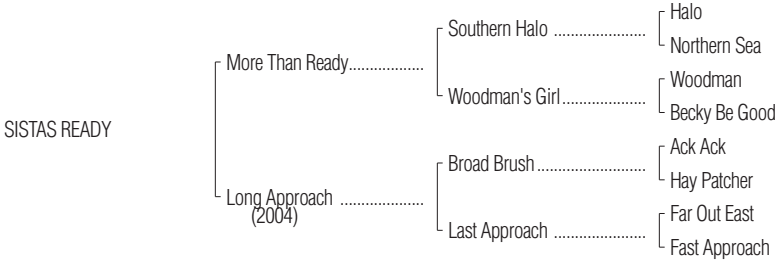 Halo
Southern Halo ......................
Northern Sea
More Than Ready..................
Woodman
Woodman's Girl....................
Becky Be Good
SISTAS READY
Ack Ack
Broad Brush..........................
Hay Patcher
Long Approach ....................
(2004)
Far Out East
Last Approach ......................
Fast Approach